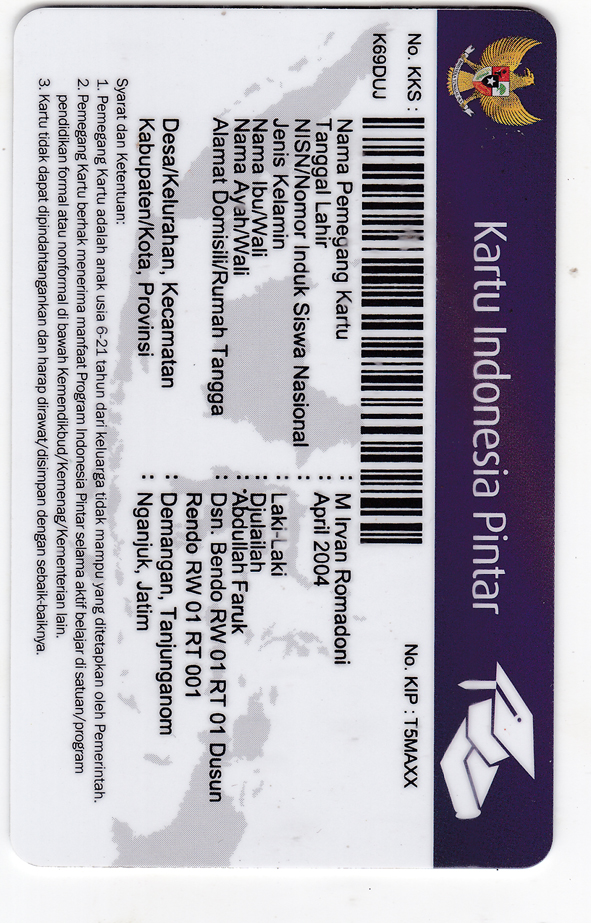 Kartu Indonesia Pintar
No. KKS :
K69DUJ
No. KIP : T5MAXX
Nama Pemegang Kartu : M Irvan Romadoni
Tanggal Lahir : April 2004
NISN/Nomor Induk Siswa Nasional :
Jenis Kelamin : Laki-Laki
Nama Ibu/Wali : Djulailah
Nama Ayah/Wali : Abdullah Faruk
Alamat Domisili/Rumah Tangga : Dsn. Bendo RW 01 RT 01 Dusun
Rendo RW 01 RT 001
Desa/Kelurahan, Kecamatan : Demangan, Tanjunganom
Kabupaten/Kota, Provinsi : Nganjuk, Jatim
Syarat dan Ketentuan:
1. Pemegang Kartu adalah anak usia 6-21 tahun dari keluarga tidak mampu yang ditetapkan oleh Pemerintah.
2. Pemegang Kartu berhak menerima manfaat Program Indonesia Pintar selama aktif belajar di satuan/program
pendidikan formal atau nonformal di bawah Kemendikbud/Kemenag/Kementerian lain.
3. Kartu tidak dapat dipindahtangankan dan harap dirawat/disimpan dengan sebaik-baiknya.